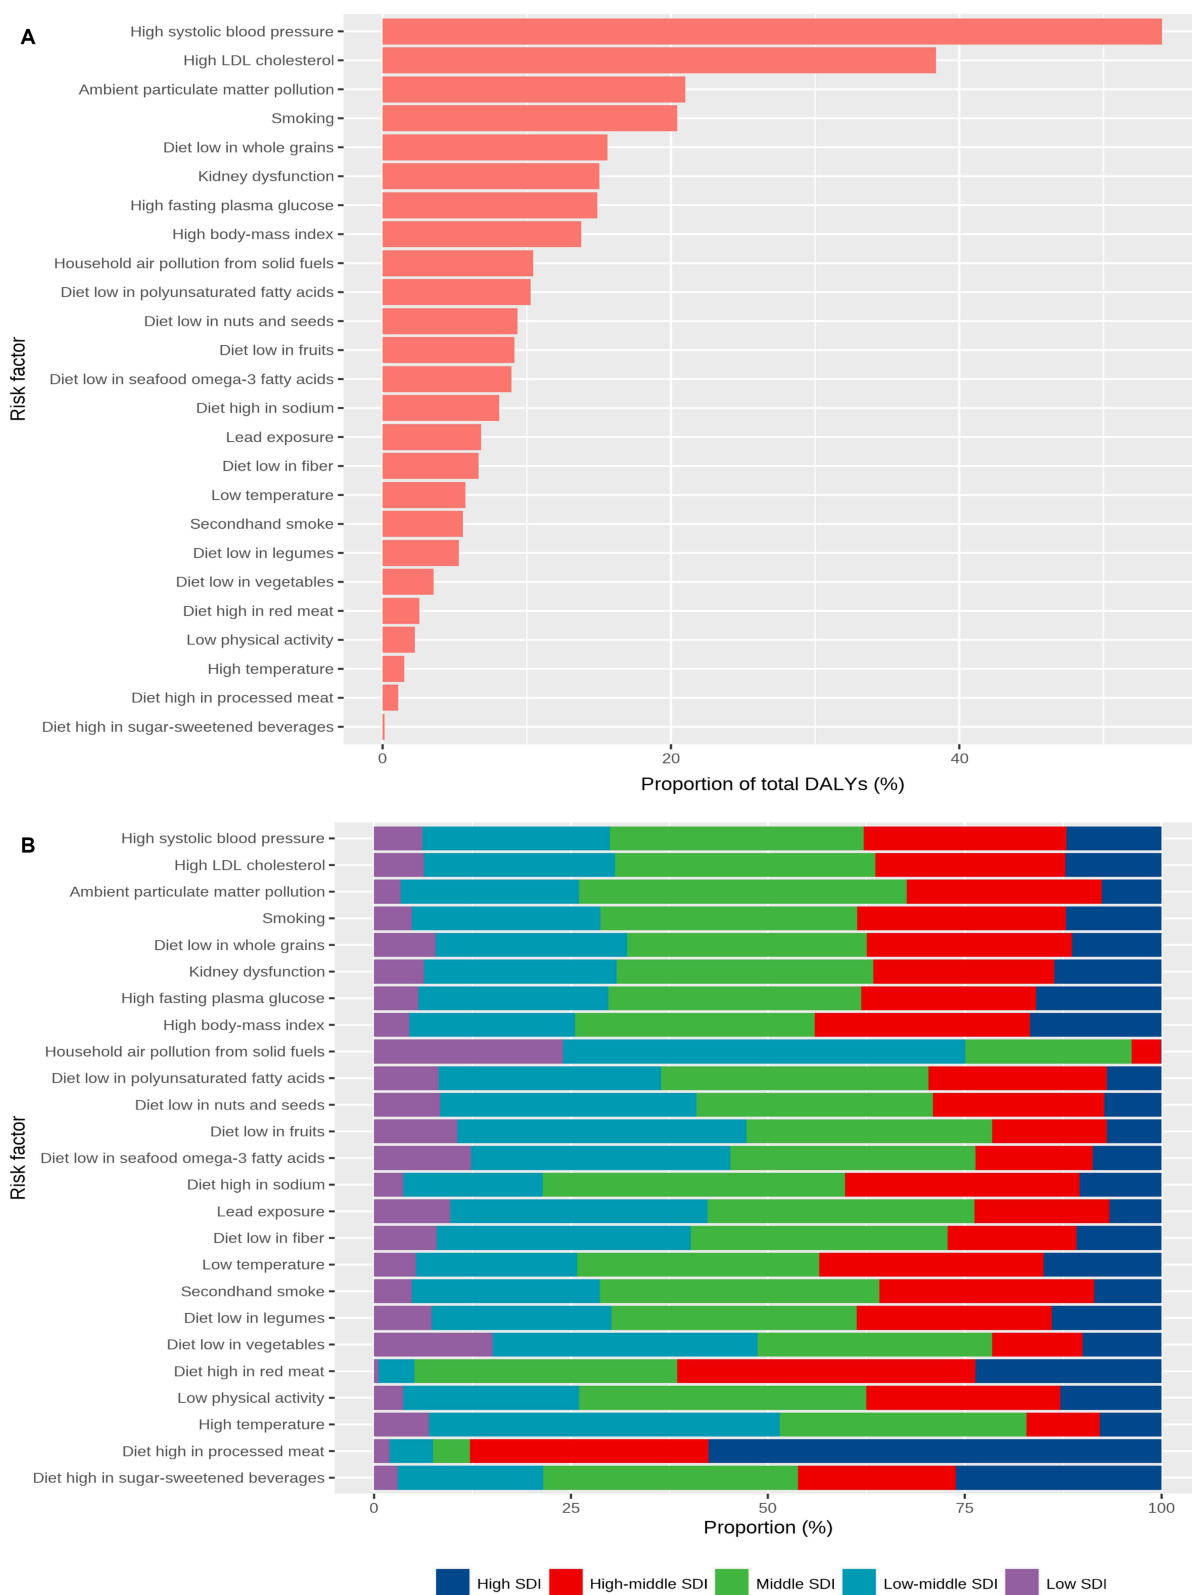 A
High systolic blood pressure
High LDL cholesterol
Ambient particulate matter pollution
Smoking
Diet low in whole grains
Kidney dysfunction
High fasting plasma glucose
High body-mass index
Household air pollution from solid fuels
Diet low in polyunsaturated fatty acids
Diet low in nuts and seeds
Diet low in fruits
Diet low in seafood omega-3 fatty acids
Diet high in sodium
Lead exposure
Diet low in fiber
Low temperature
Secondhand smoke
Diet low in legumes
Diet low in vegetables
Diet high in red meat
Low physical activity
High temperature
Diet high in processed meat
Diet high in sugar-sweetened beverages
Risk factor
0 20 40
Proportion of total DALYs (%)
B
High systolic blood pressure
High LDL cholesterol
Ambient particulate matter pollution
Smoking
Diet low in whole grains
Kidney dysfunction
High fasting plasma glucose
High body-mass index
Household air pollution from solid fuels
Diet low in polyunsaturated fatty acids
Diet low in nuts and seeds
Diet low in fruits
Diet low in seafood omega-3 fatty acids
Diet high in sodium
Lead exposure
Diet low in fiber
Low temperature
Secondhand smoke
Diet low in legumes
Diet low in vegetables
Diet high in red meat
Low physical activity
High temperature
Diet high in processed meat
Diet high in sugar-sweetened beverages
Risk factor
0 25 50 75 100
Proportion (%)
High SDI High-middle SDI Middle SDI Low-middle SDI Low SDI